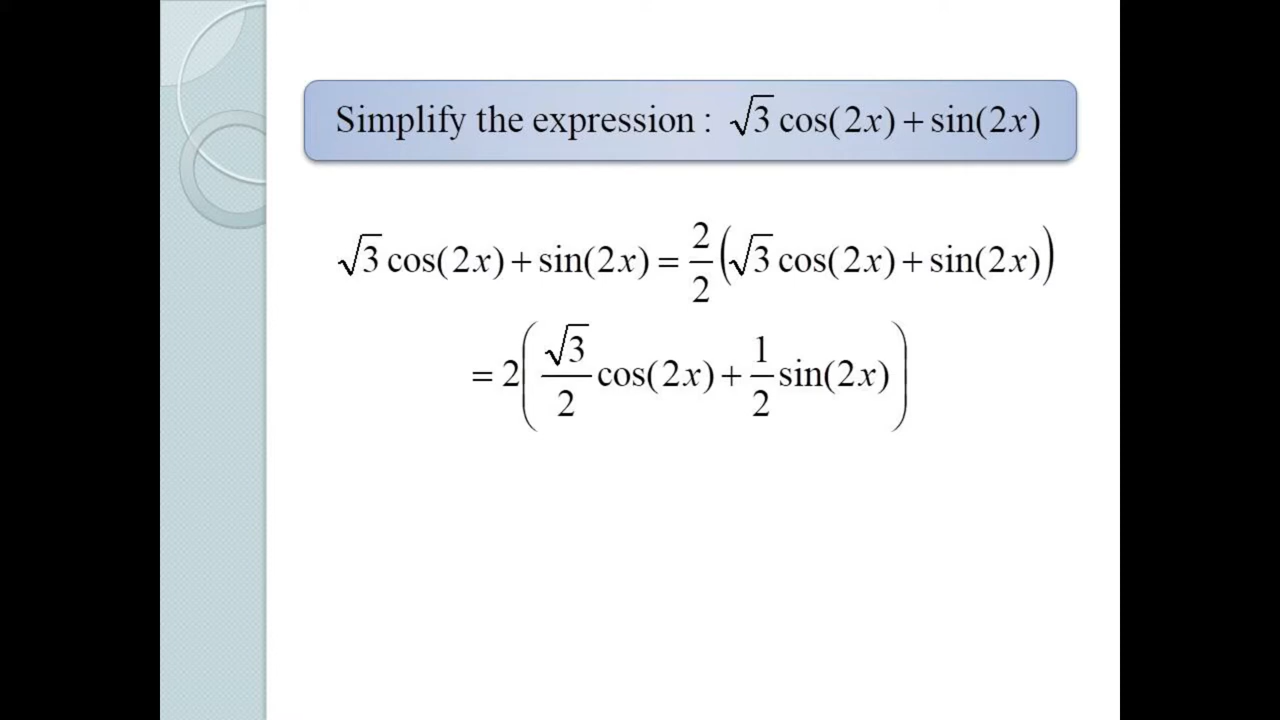 Simplify the expression : √3 cos(2x) + sin(2x)
√3 cos(2x) + sin(2x) = 2/2 (√3 cos(2x) + sin(2x))
= 2( √3/2 cos(2x) + 1/2 sin(2x) )